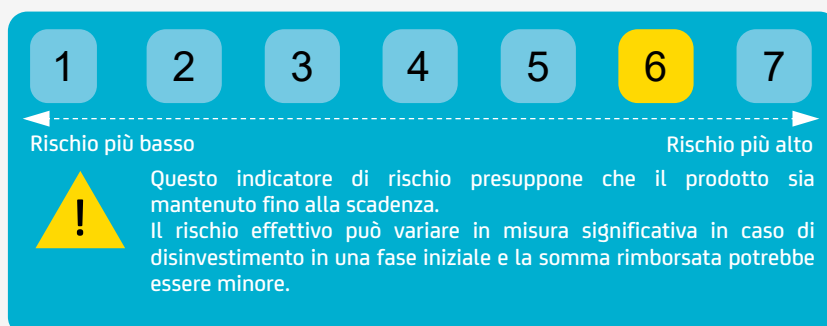 1 2 3 4 5 6 7
Rischio più basso Rischio più alto
!
Questo indicatore di rischio presuppone che il prodotto sia
mantenuto fino alla scadenza.
Il rischio effettivo può variare in misura significativa in caso di
disinvestimento in una fase iniziale e la somma rimborsata potrebbe
essere minore.